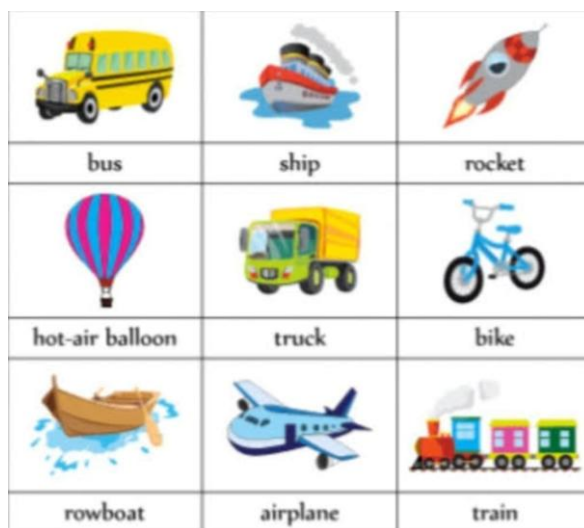 bus
ship
rocket
hot-air balloon
truck
bike
rowboat
airplane
train